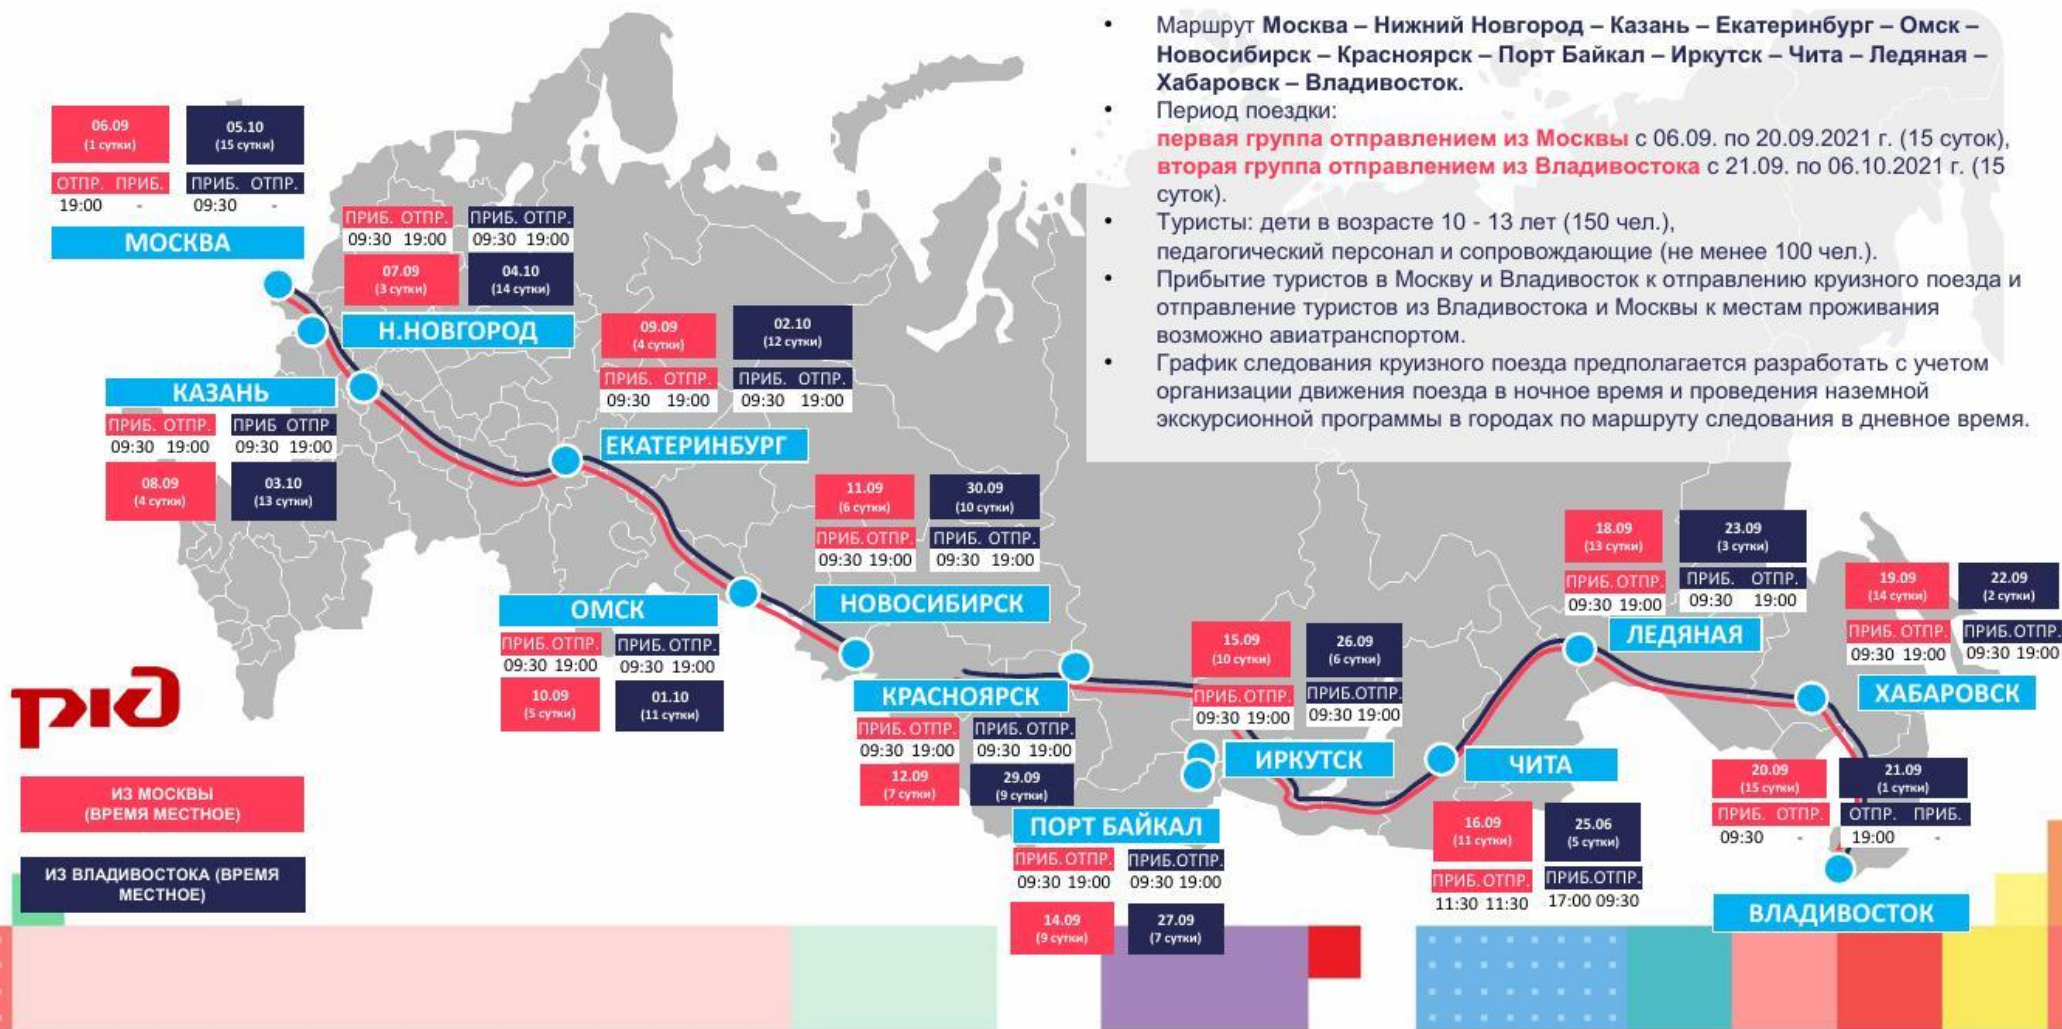 • Маршрут Москва – Нижний Новгород – Казань – Екатеринбург – Омск –
Новосибирск – Красноярск – Порт Байкал – Иркутск – Чита – Ледяная –
Хабаровск – Владивосток.
• Период поездки:
первая группа отправлением из Москвы с 06.09. по 20.09.2021 г. (15 суток),
вторая группа отправлением из Владивостока с 21.09. по 06.10.2021 г. (15
суток).
• Туристы: дети в возрасте 10 - 13 лет (150 чел.),
педагогический персонал и сопровождающие (не менее 100 чел.).
• Прибытие туристов в Москву и Владивосток к отправлению круизного поезда и
отправление туристов из Владивостока и Москвы к местам проживания
возможно авиатранспортом.
• График следования круизного поезда предполагается разработать с учетом
организации движения поезда в ночное время и проведения наземной
экскурсионной программы в городах по маршруту следования в дневное время.
06.09
(1 сутки)
05.10
(15 сутки)
ОТПР. ПРИБ.
ПРИБ. ОТПР.
19:00 -
09:30 -
МОСКВА
ПРИБ. ОТПР.
ПРИБ. ОТПР.
09:30 19:00
09:30 19:00
07.09
(3 сутки)
04.10
(14 сутки)
Н.НОВГОРОД
КАЗАНЬ
ПРИБ. ОТПР.
ПРИБ ОТПР
09:30 19:00
09:30 19:00
08.09
(4 сутки)
03.10
(13 сутки)
09.09
(4 сутки)
02.10
(12 сутки)
ПРИБ. ОТПР.
ПРИБ. ОТПР.
09:30 19:00
09:30 19:00
ЕКАТЕРИНБУРГ
ОМСК
ПРИБ. ОТПР.
ПРИБ.ОТПР.
09:30 19:00
09:30 19:00
10.09
(5 сутки)
01.10
(11 сутки)
11.09
(6 сутки)
30.09
(10 сутки)
ПРИБ.ОТПР.
ПРИБ. ОТПР.
09:30 19:00
09:30 19:00
НОВОСИБИРСК
КРАСНОЯРСК
ПРИБ. ОТПР.
ПРИБ. ОТПР.
09:30 19:00
09:30 19:00
12.09
(7 сутки)
29.09
(9 сутки)
ПОРТ БАЙКАЛ
ПРИБ.ОТПР.
ПРИБ.ОТПР.
09:30 19:00
09:30 19:00
14.09
(9 сутки)
27.09
(7 сутки)
15.09
(10 сутки)
26.09
(6 сутки)
ПРИБ.ОТПР.
ПРИБ.ОТПР.
09:30 19:00
09:30 19:00
ИРКУТСК
ЧИТА
16.09
(11 сутки)
25.06
(5 сутки)
ПРИБ.ОТПР.
ПРИБ.ОТПР.
11:30 11:30
17:00 09:30
18.09
(13 сутки)
23.09
(3 сутки)
ПРИБ.ОТПР.
ПРИБ. ОТПР.
09:30 19:00
09:30 19:00
ЛЕДЯНАЯ
19.09
(14 сутки)
22.09
(2 сутки)
ПРИБ. ОТПР.
ПРИБ.ОТПР.
09:30 19:00
09:30 19:00
ХАБАРОВСК
20.09
(15 сутки)
21.09
(1 сутки)
ПРИБ. ОТПР.
ОТПР. ПРИБ.
09:30 -
19:00 -
ВЛАДИВОСТОК
ржд
ИЗ МОСКВЫ
(ВРЕМЯ МЕСТНОЕ)
ИЗ ВЛАДИВОСТОКА (ВРЕМЯ
МЕСТНОЕ)